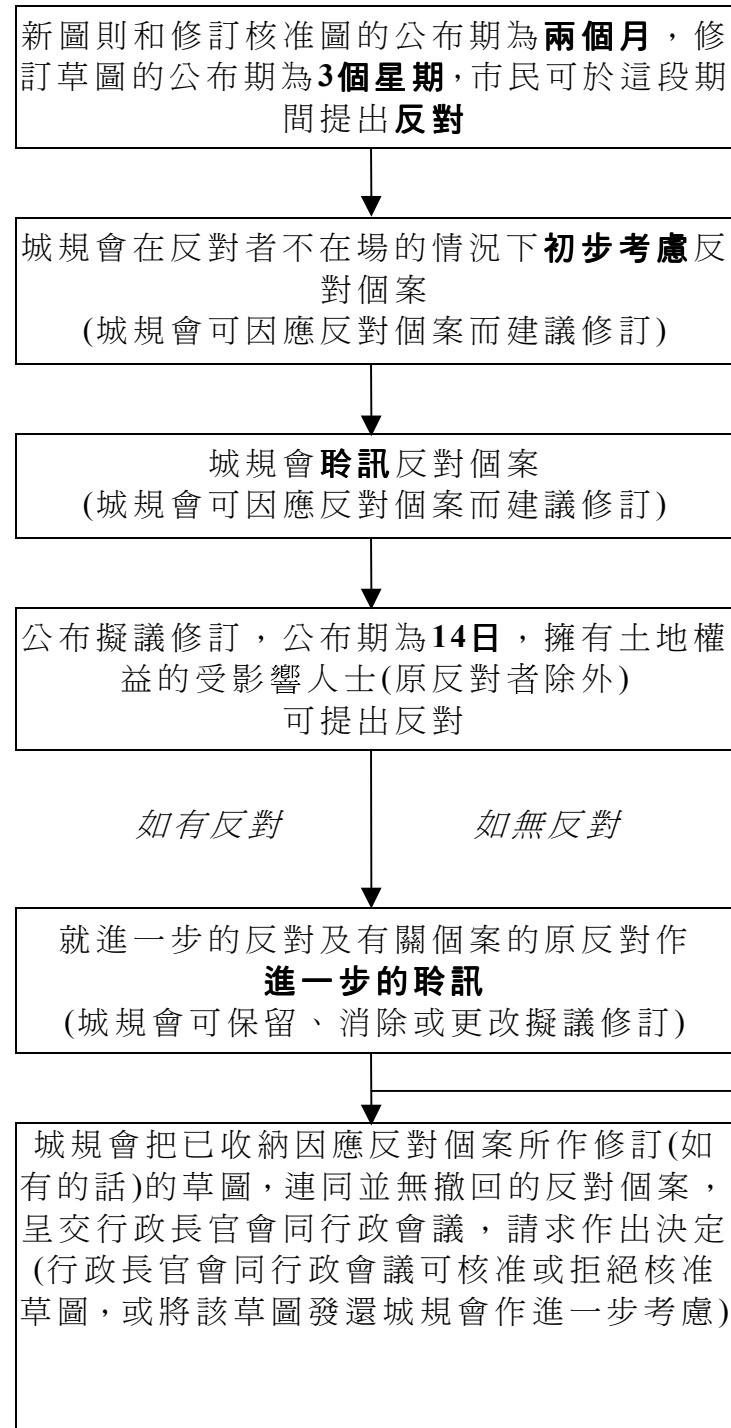 新圖則和修訂核准圖的公布期為兩個月，修
訂草圖的公布期為3個星期，市民可於這段期
間提出反對
城規會在反對者不在場的情況下初步考慮反
對個案
(城規會可因應反對個案而建議修訂)
城規會聆訊反對個案
(城規會可因應反對個案而建議修訂)
公布擬議修訂，公布期為14日，擁有土地權
益的受影響人士(原反對者除外)
可提出反對
如有反對 如無反對
就進一步的反對及有關個案的原反對作
進一步的聆訊
(城規會可保留、消除或更改擬議修訂)
城規會把已收納因應反對個案所作修訂(如
有的話)的草圖，連同並無撤回的反對個案，
呈交行政長官會同行政會議，請求作出決定
(行政長官會同行政會議可核准或拒絕核准
草圖，或將該草圖發還城規會作進一步考慮)